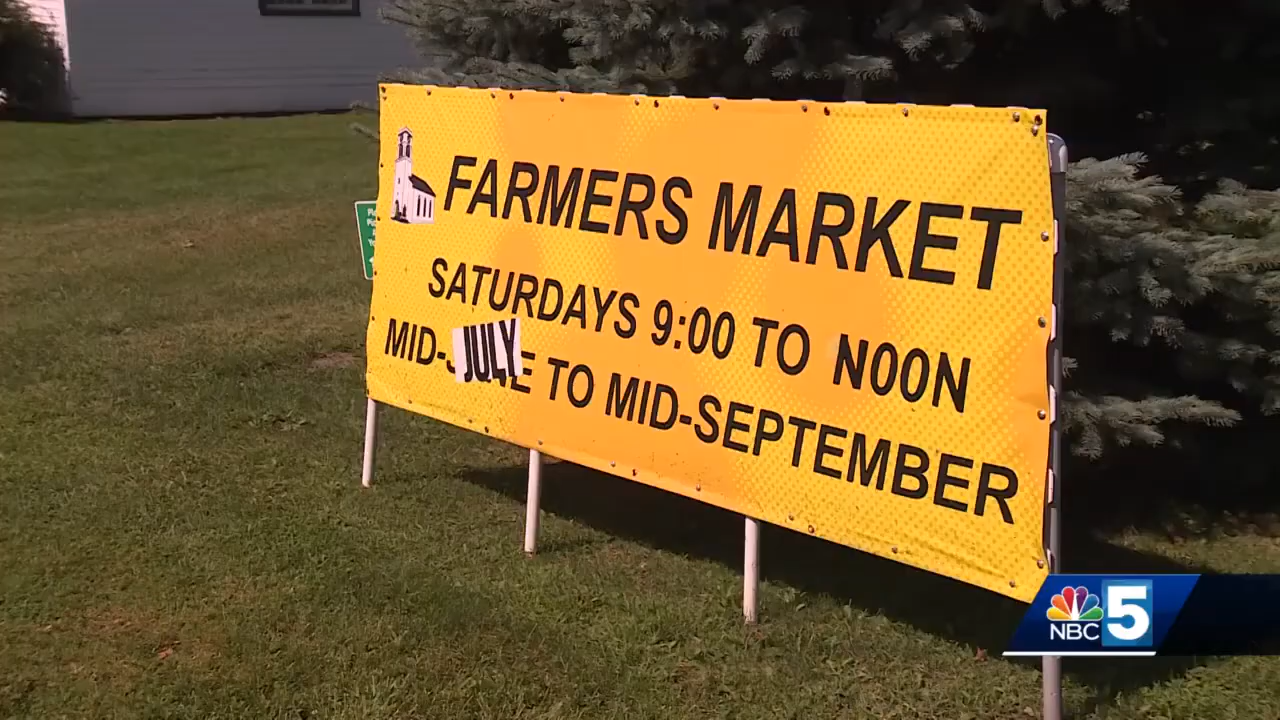 FARMERS MARKET
SATURDAYS 9:00 TO NOON
MID-JULY TO MID-SEPTEMBER
NBC 5